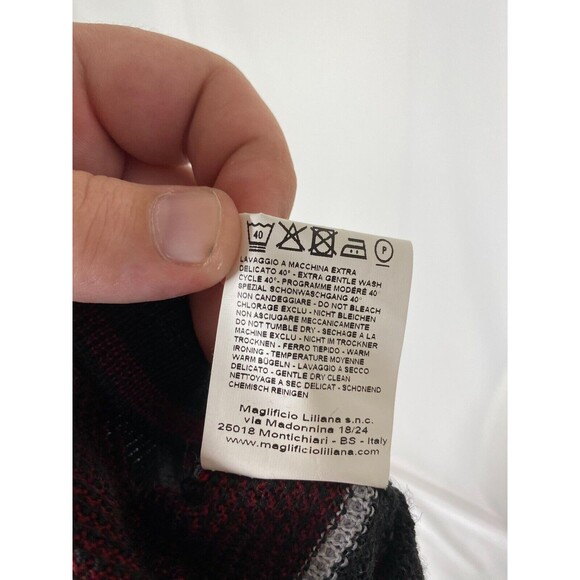 40 P
LAVAGGIO A MACCHINA EXTRA
DELICATO 40° - EXTRA GENTLE WASH
CYCLE 40° - PROGRAMME MODÉRÉ 40°
SPEZIAL SCHONWASCHGANG 40°
NON CANDEGGIARE - DO NOT BLEACH
CHLORAGE EXCLU - NICHT BLEICHEN
NON ASCIUGARE MECCANICAMENTE
DO NOT TUMBLE DRY - SECHAGE A LA
MACHINE EXCLU - NICHT IM TROCKNER
TROCKNEN - FERRO TIEPIDO - WARM
IRONING - TEMPERATURE MOYENNE
WARM BÜGELN - LAVAGGIO A SECCO
DELICATO - GENTLE DRY CLEAN
NETTOYAGE A SEC DELICAT - SCHONEND
CHEMISCH REINIGEN
Maglificio Liliana s.n.c.
via Madonnina 18/24
25018 Montichiari - BS - Italy
www.maglificioliliana.com